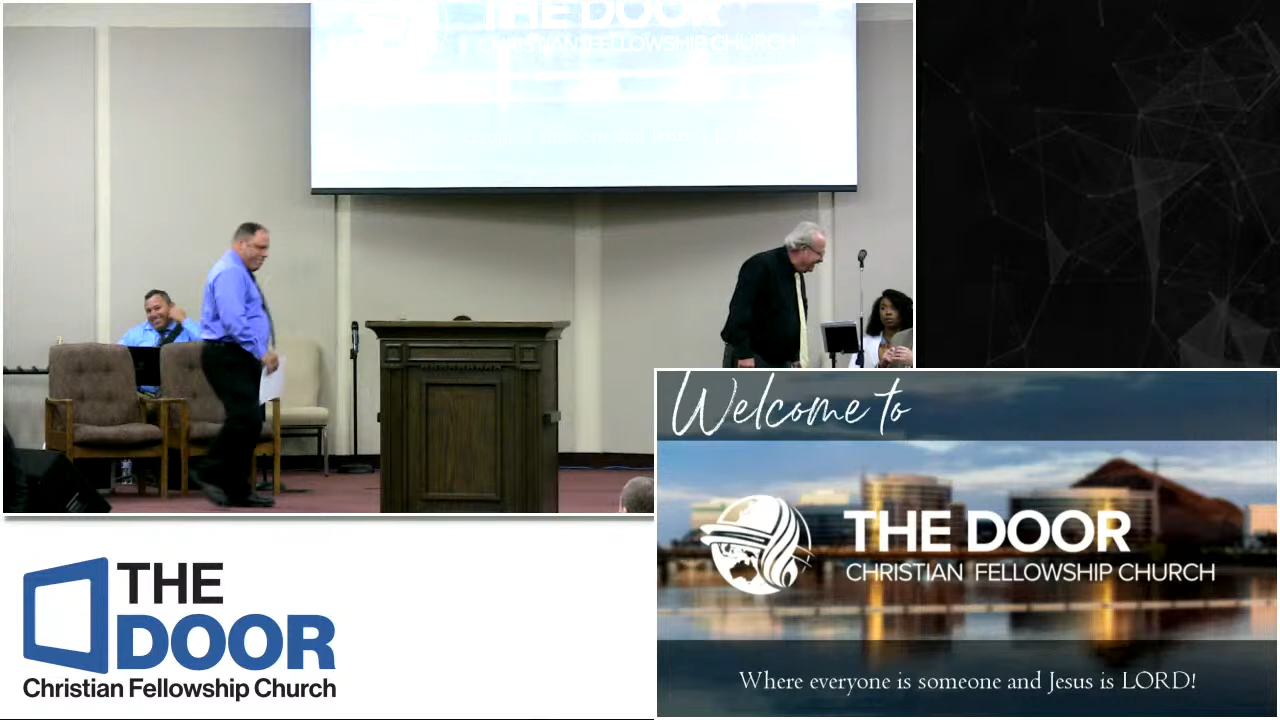 THE DOOR
CHRISTIAN FELLOWSHIP CHURCH
Welcome to
THE DOOR
CHRISTIAN FELLOWSHIP CHURCH
Where everyone is someone and Jesus is LORD!
THE
DOOR
Christian Fellowship Church